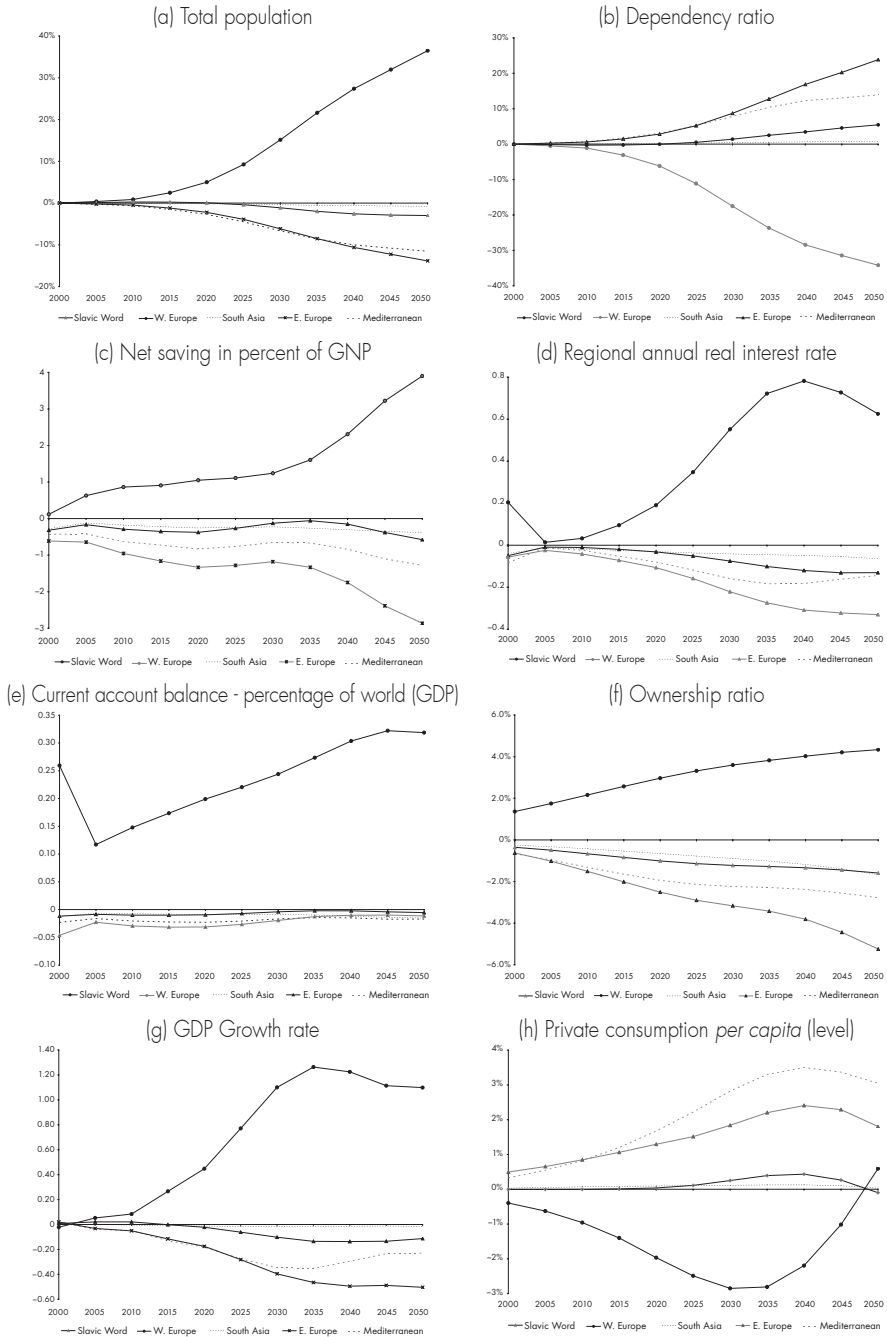 (a) Total population
40%
30%
20%
10%
0%
−10%
−20%
2000 2005 2010 2015 2020 2025 2030 2035 2040 2045 2050
Slavic Word W. Europe South Asia E. Europe Mediterranean
(b) Dependency ratio
30%
20%
10%
0%
−10%
−20%
−30%
−40%
2000 2005 2010 2015 2020 2025 2030 2035 2040 2045 2050
Slavic Word W. Europe South Asia E. Europe Mediterranean
(c) Net saving in percent of GNP
4
3
2
1
0
−1
−2
−3
2000 2005 2010 2015 2020 2025 2030 2035 2040 2045 2050
Slavic Word W. Europe South Asia E. Europe Mediterranean
(d) Regional annual real interest rate
0.8
0.6
0.4
0.2
0
−0.2
−0.4
2000 2005 2010 2015 2020 2025 2030 2035 2040 2045 2050
Slavic Word W. Europe South Asia E. Europe Mediterranean
(e) Current account balance - percentage of world (GDP)
0.35
0.30
0.25
0.20
0.15
0.10
0.05
0
−0.05
−0.10
2000 2005 2010 2015 2020 2025 2030 2035 2040 2045 2050
Slavic Word W. Europe South Asia E. Europe Mediterranean
(f) Ownership ratio
6.0%
4.0%
2.0%
0%
−2.0%
−4.0%
−6.0%
2000 2005 2010 2015 2020 2025 2030 2035 2040 2045 2050
Slavic Word W. Europe South Asia E. Europe Mediterranean
(g) GDP Growth rate
1.40
1.20
1.00
0.80
0.60
0.40
0.20
0
−0.20
−0.40
−0.60
2000 2005 2010 2015 2020 2025 2030 2035 2040 2045 2050
Slavic Word W. Europe South Asia E. Europe Mediterranean
(h) Private consumption per capita (level)
4%
3%
2%
1%
0%
−1%
−2%
−3%
2000 2005 2010 2015 2020 2025 2030 2035 2040 2045 2050
Slavic Word W. Europe South Asia E. Europe Mediterranean